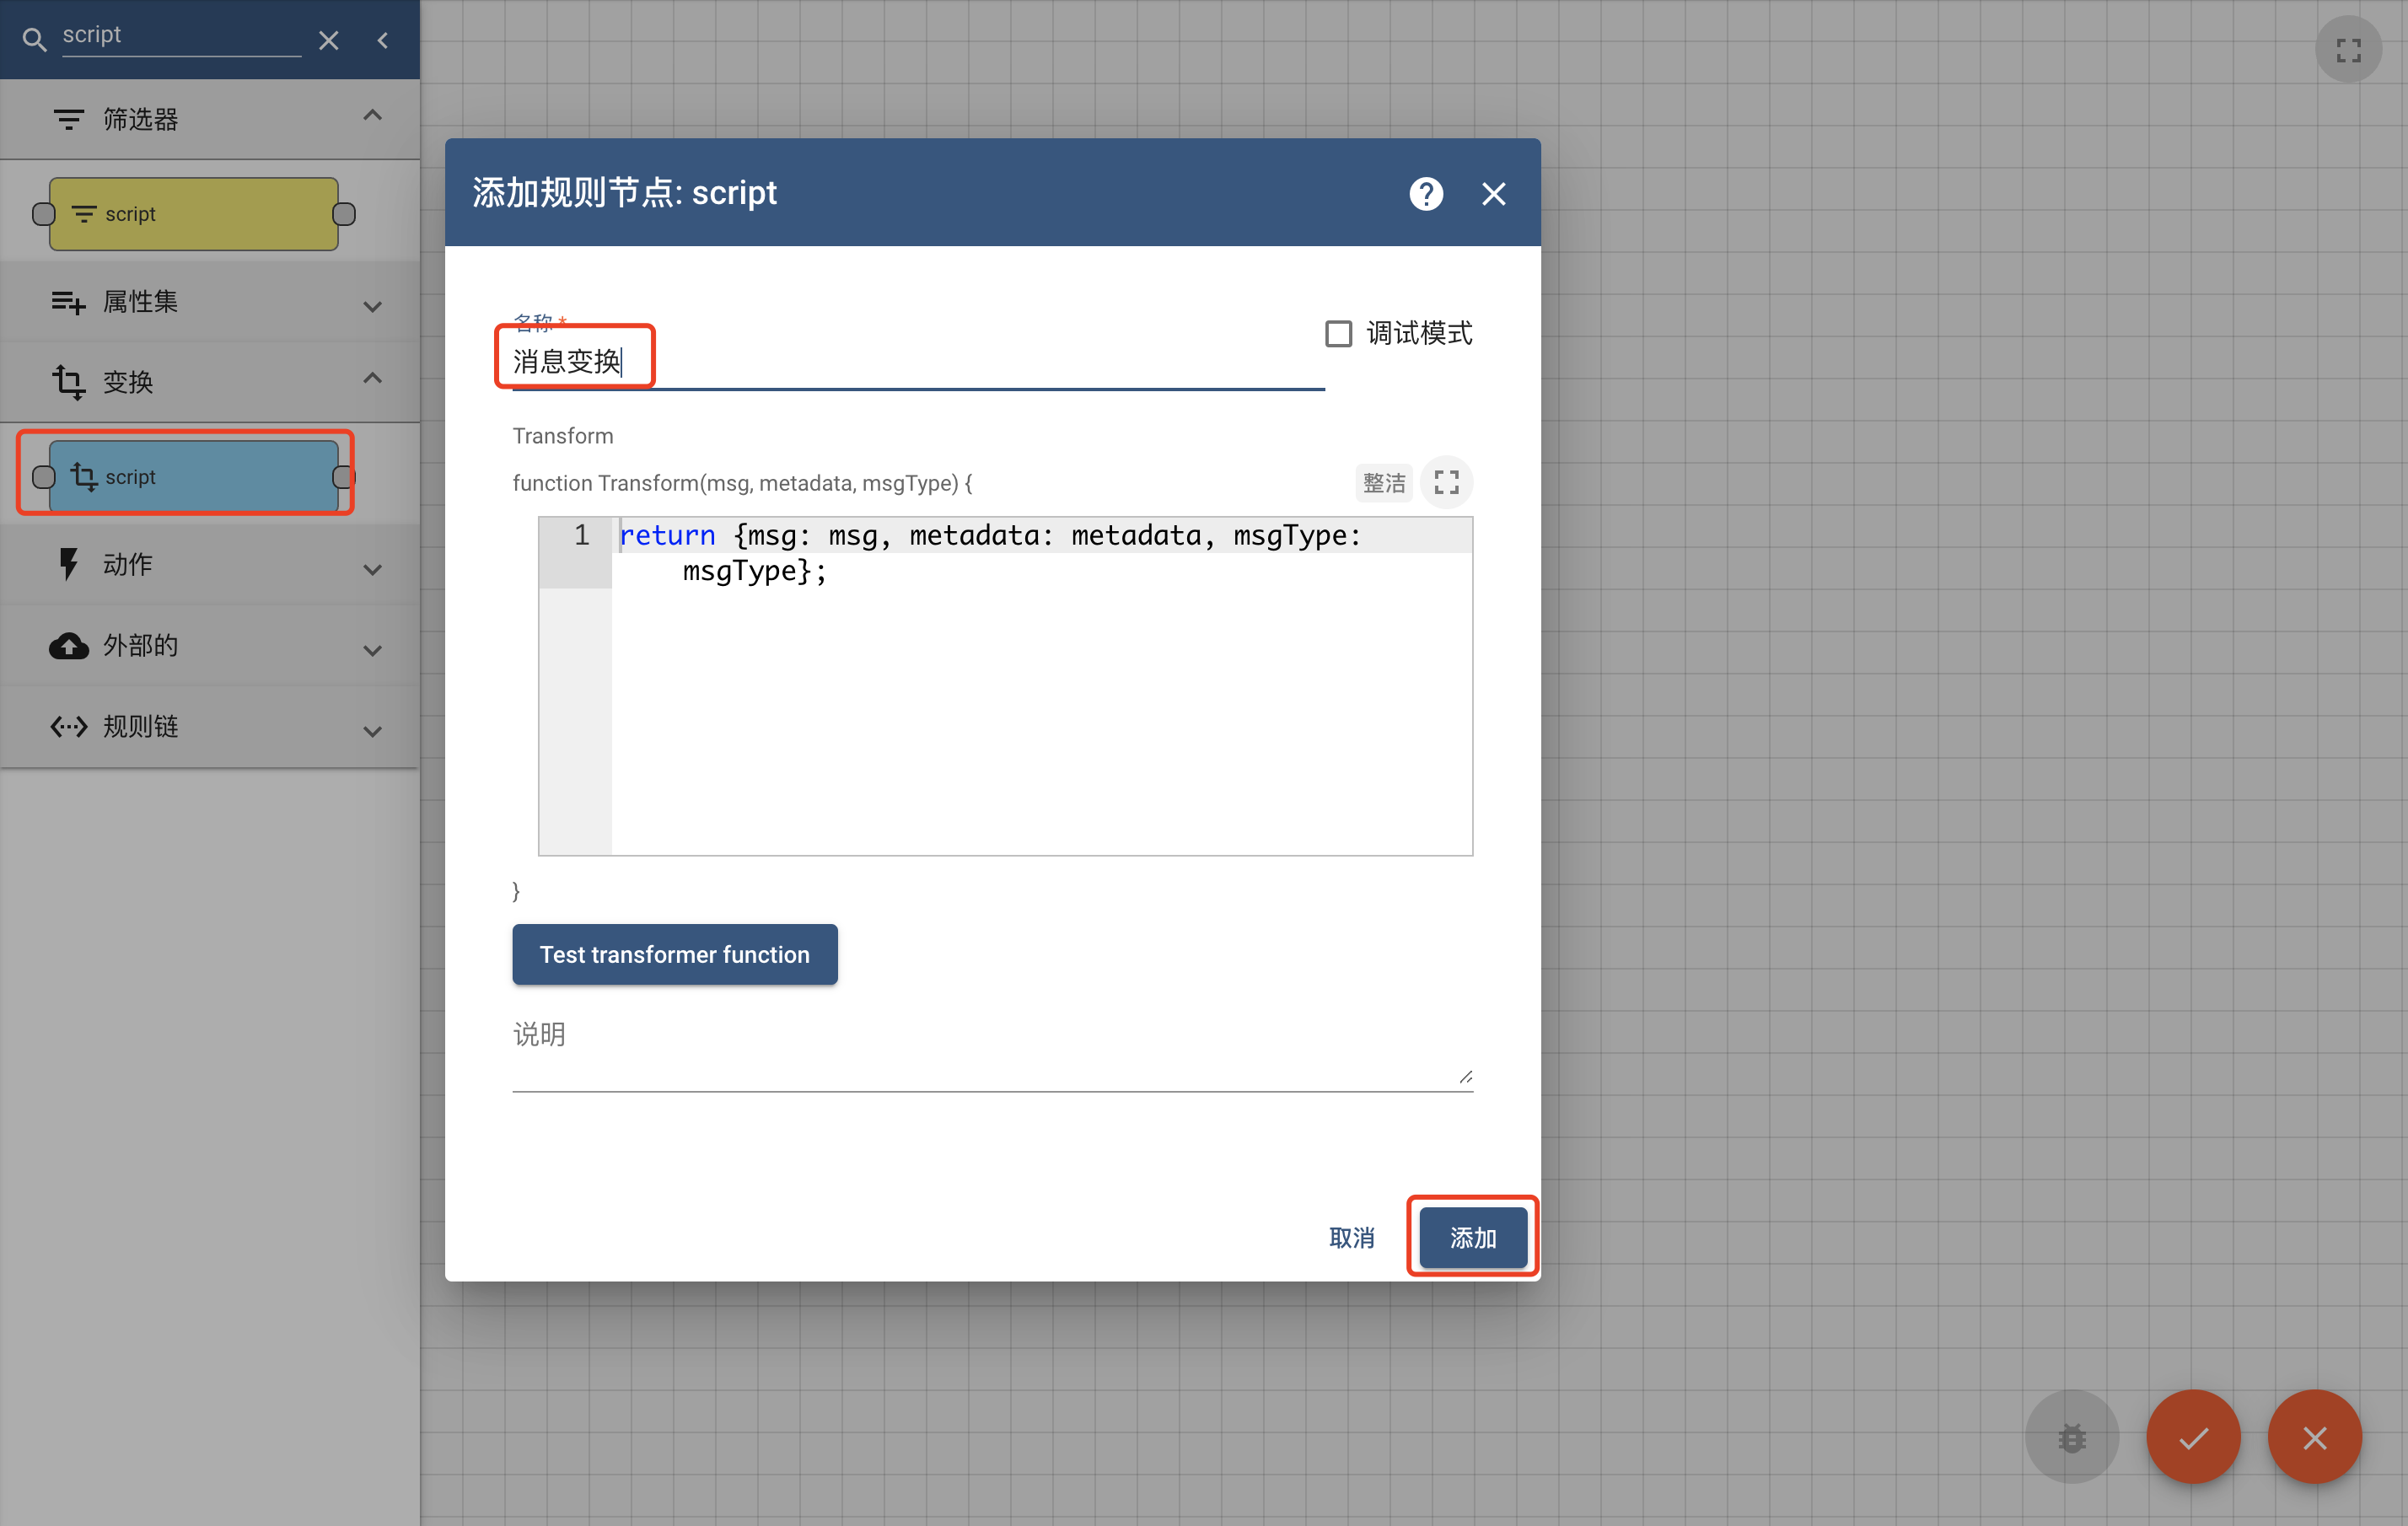 script
筛选器
script
属性集
变换
script
动作
外部的
规则链
添加规则节点: script
名称 *
消息变换
调试模式
Transform
function Transform(msg, metadata, msgType) {
整洁
1 return {msg: msg, metadata: metadata, msgType:
msgType};
}
Test transformer function
说明
取消
添加